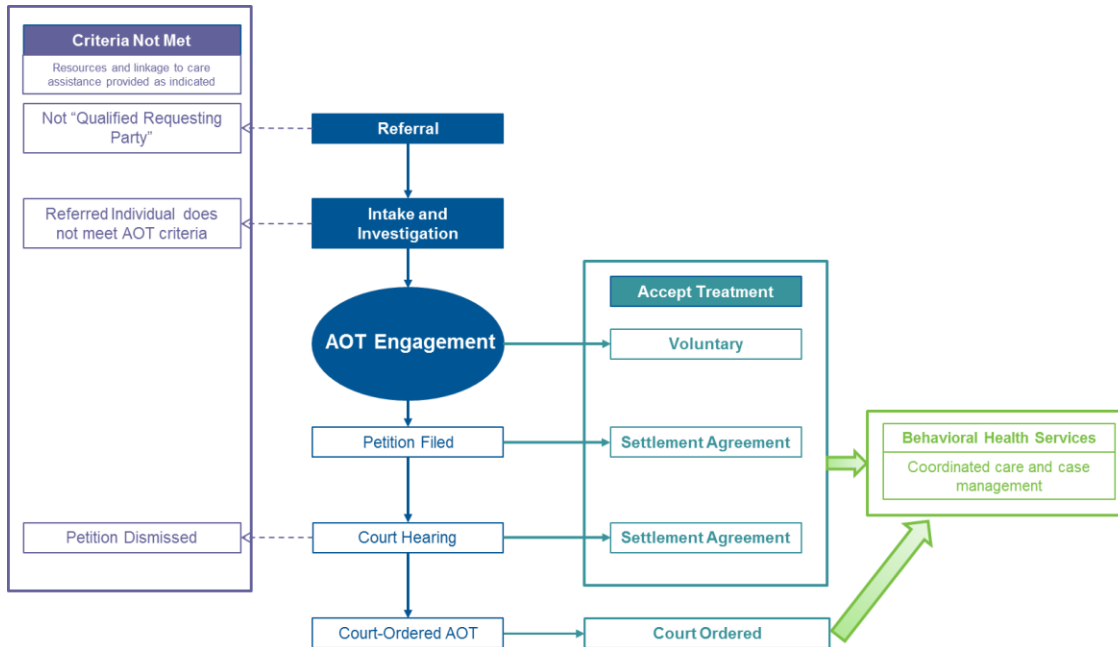 Criteria Not Met
Resources and linkage to care
assistance provided as indicated
Not “Qualified Requesting
Party”
Referred Individual does
not meet AOT criteria
Petition Dismissed
Referral
Intake and
Investigation
AOT Engagement
Petition Filed
Court Hearing
Court-Ordered AOT
Accept Treatment
Voluntary
Settlement Agreement
Settlement Agreement
Court Ordered
Behavioral Health Services
Coordinated care and case
management